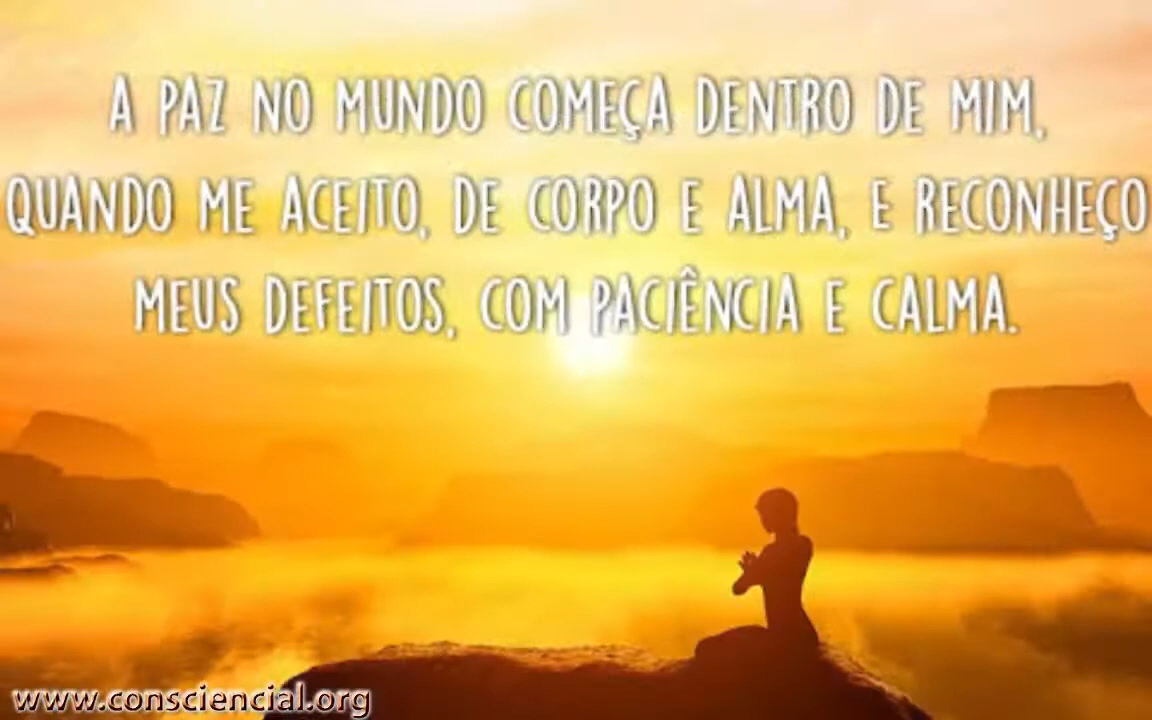 A PAZ NO MUNDO COMEÇA DENTRO DE MIM,
QUANDO ME ACEITO, DE CORPO E ALMA, E RECONHEÇO
MEUS DEFEITOS, COM PACIÊNCIA E CALMA.
www.consciencial.org